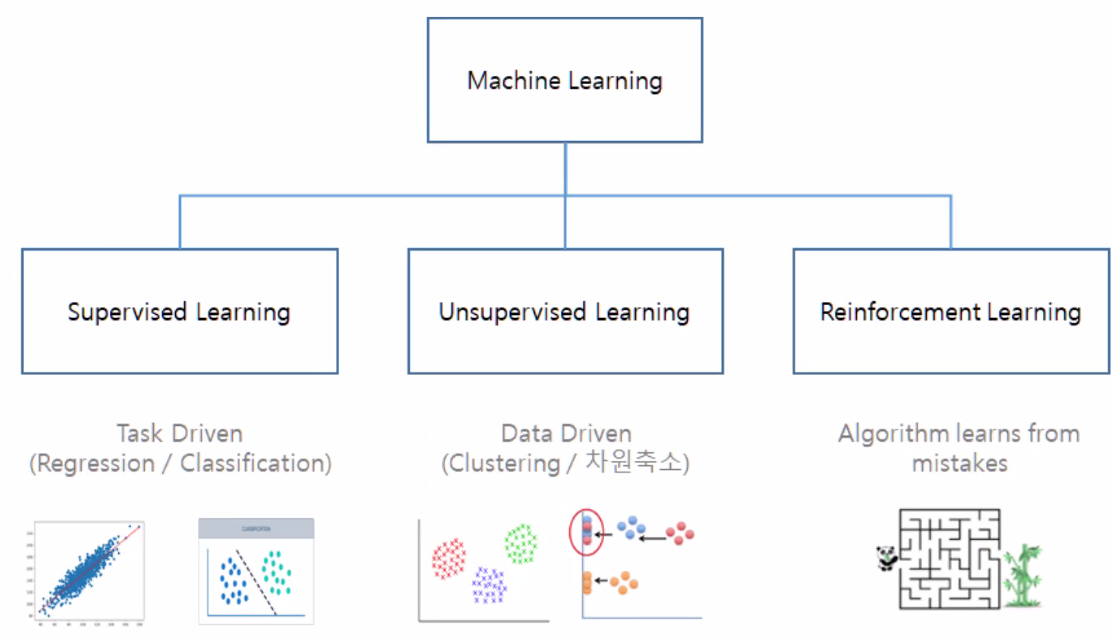 Machine Learning
Supervised Learning
Unsupervised Learning
Reinforcement Learning
Task Driven
(Regression / Classification)
Data Driven
(Clustering / 차원축소)
Algorithm learns from
mistakes
CLASSIFICATION